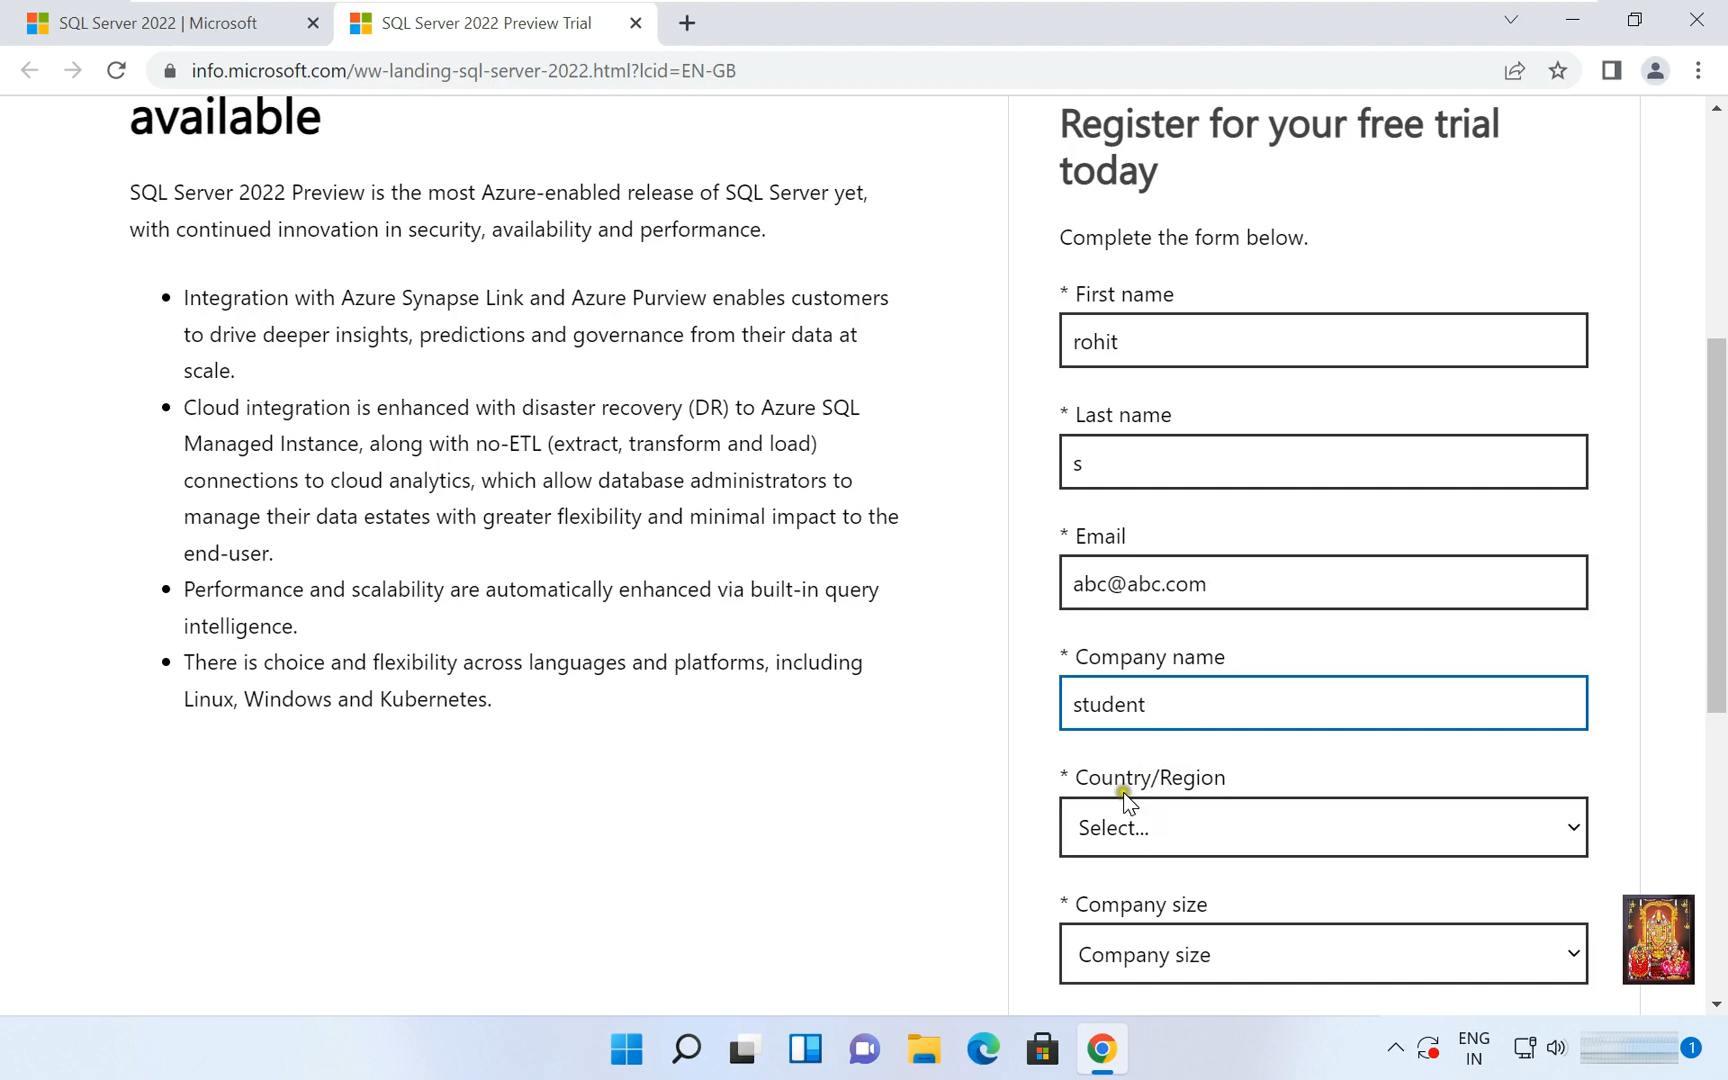 SQL Server 2022 | Microsoft
SQL Server 2022 Preview Trial
info.microsoft.com/ww-landing-sql-server-2022.html?lcid=EN-GB
available
SQL Server 2022 Preview is the most Azure-enabled release of SQL Server yet,
with continued innovation in security, availability and performance.
• Integration with Azure Synapse Link and Azure Purview enables customers
to drive deeper insights, predictions and governance from their data at
scale.
• Cloud integration is enhanced with disaster recovery (DR) to Azure SQL
Managed Instance, along with no-ETL (extract, transform and load)
connections to cloud analytics, which allow database administrators to
manage their data estates with greater flexibility and minimal impact to the
end-user.
• Performance and scalability are automatically enhanced via built-in query
intelligence.
• There is choice and flexibility across languages and platforms, including
Linux, Windows and Kubernetes.
Register for your free trial
today
Complete the form below.
* First name
rohit
* Last name
s
* Email
abc@abc.com
* Company name
student
* Country/Region
Select...
* Company size
Company size
ENG
IN
1